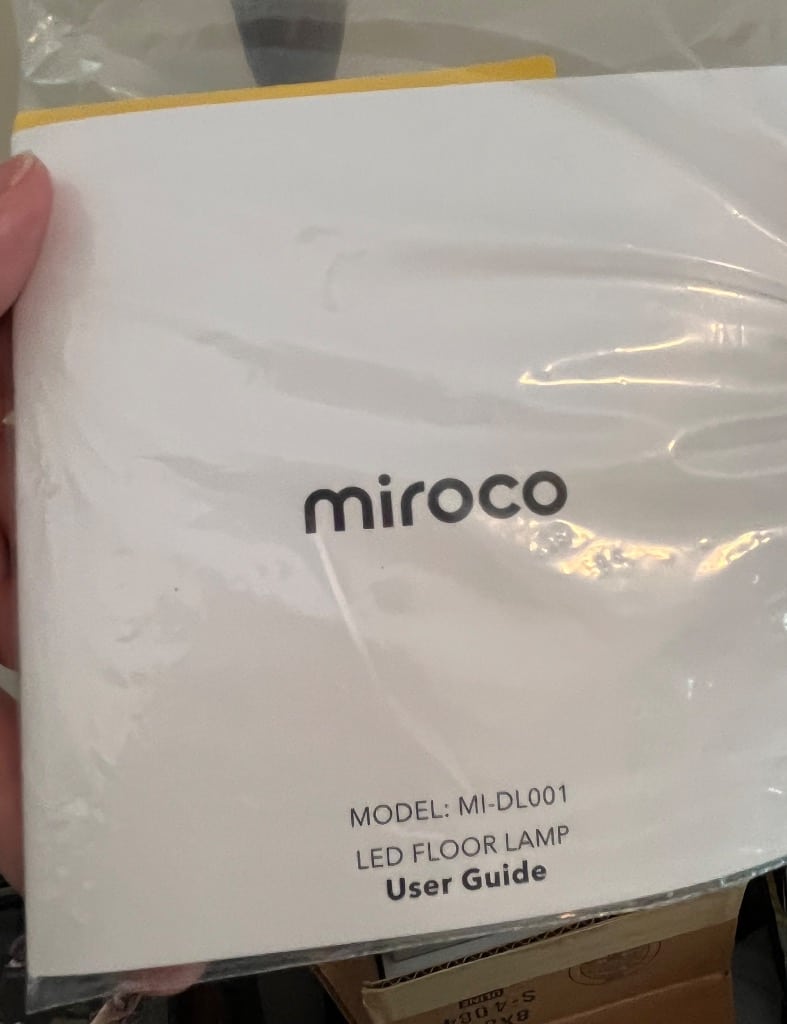 miroco
MODEL: MI-DL001
LED FLOOR LAMP
User Guide